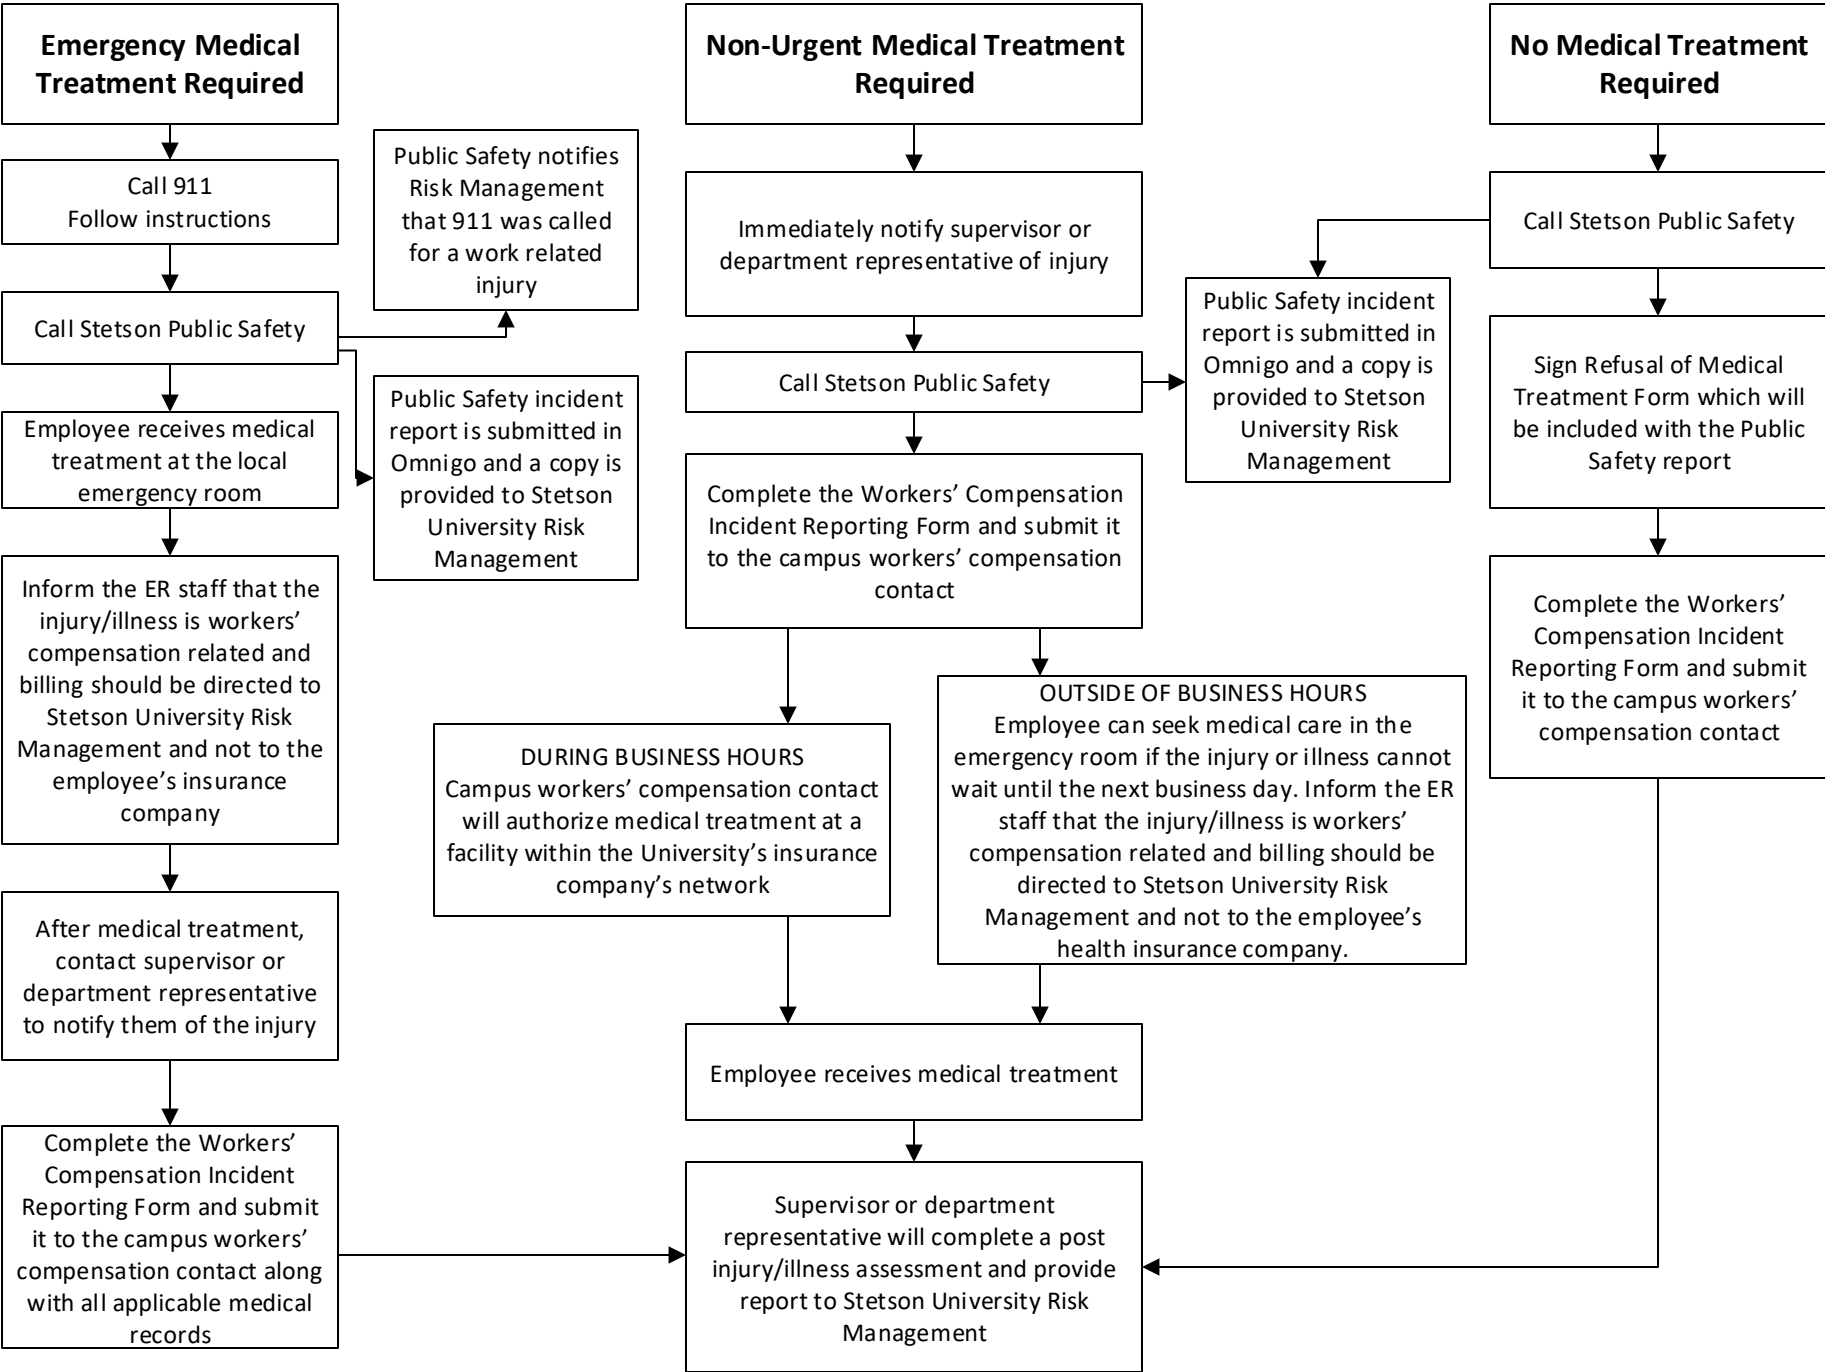 Emergency Medical
Treatment Required
Call 911
Follow instructions
Call Stetson Public Safety
Public Safety notifies
Risk Management
that 911 was called
for a work related
injury
Public Safety incident
report is submitted in
Omnigo and a copy is
provided to Stetson
University Risk
Management
Employee receives medical
treatment at the local
emergency room
Inform the ER staff that the
injury/illness is workers’
compensation related and
billing should be directed to
Stetson University Risk
Management and not to the
employee’s insurance
company
After medical treatment,
contact supervisor or
department representative
to notify them of the injury
Complete the Workers’
Compensation Incident
Reporting Form and submit
it to the campus workers’
compensation contact along
with all applicable medical
records
Non-Urgent Medical Treatment
Required
Immediately notify supervisor or
department representative of injury
Call Stetson Public Safety
Public Safety incident
report is submitted in
Omnigo and a copy is
provided to Stetson
University Risk
Management
Complete the Workers’ Compensation
Incident Reporting Form and submit it
to the campus workers’ compensation
contact
DURING BUSINESS HOURS
Campus workers’ compensation contact
will authorize medical treatment at a
facility within the University’s insurance
company’s network
OUTSIDE OF BUSINESS HOURS
Employee can seek medical care in the
emergency room if the injury or illness cannot
wait until the next business day. Inform the ER
staff that the injury/illness is workers’
compensation related and billing should be
directed to Stetson University Risk
Management and not to the employee’s
health insurance company.
Employee receives medical treatment
Supervisor or department
representative will complete a post
injury/illness assessment and provide
report to Stetson University Risk
Management
No Medical Treatment
Required
Call Stetson Public Safety
Sign Refusal of Medical
Treatment Form which will
be included with the Public
Safety report
Complete the Workers’
Compensation Incident
Reporting Form and submit
it to the campus workers’
compensation contact